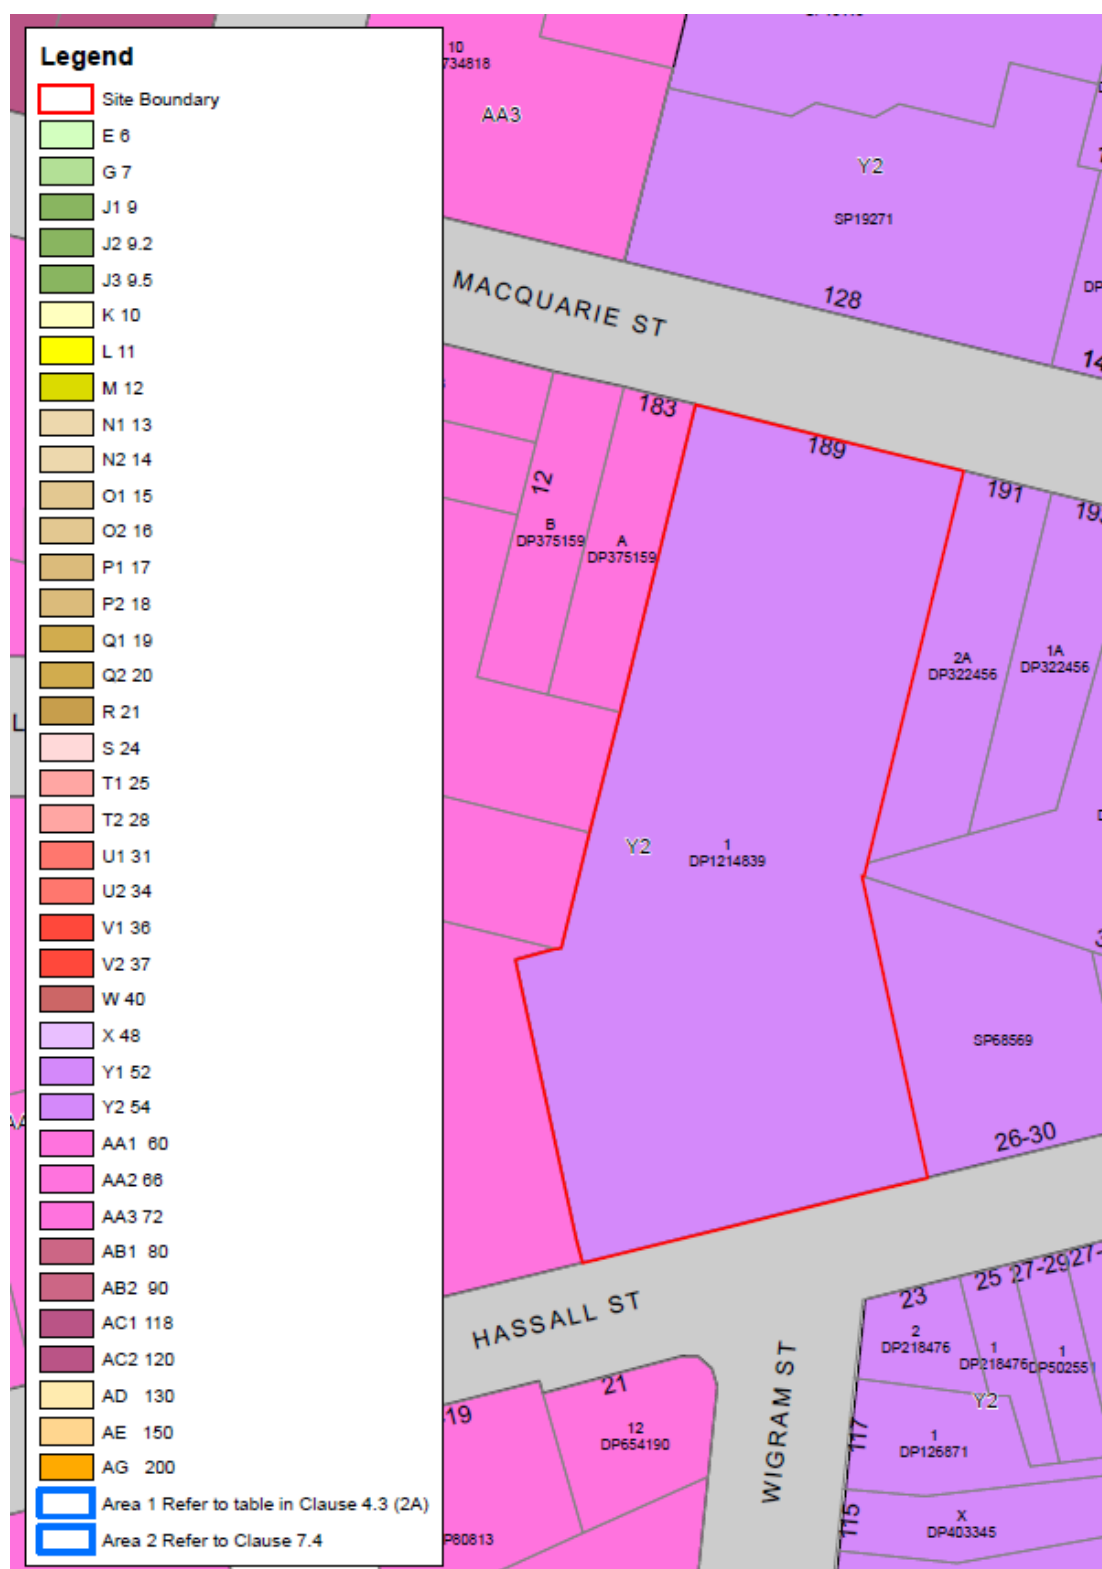 Legend
Site Boundary
E 6
G 7
J1 9
J2 9.2
J3 9.5
K 10
L 11
M 12
N1 13
N2 14
O1 15
O2 16
P1 17
P2 18
Q1 19
Q2 20
R 21
S 24
T1 25
T2 28
U1 31
U2 34
V1 36
V2 37
W 40
X 48
Y1 52
Y2 54
AA1 60
AA2 66
AA3 72
AB1 80
AB2 90
AC1 118
AC2 120
AD 130
AE 150
AG 200
Area 1 Refer to table in Clause 4.3 (2A)
Area 2 Refer to Clause 7.4
10
734818
AA3
Y2
SP19271
128
MACQUARIE ST
183
189
191
12
B
DP375159
A
DP375159
2A
DP322456
1A
DP322456
Y2
1
DP1214839
SP68569
26-30
HASSALL ST
WIGRAM ST
21
12
DP654190
-19
P80813
23
25
27-29
27-
2
DP218476
1
DP218476
1
DP502551
Y2
117
1
DP126871
115
X
DP403345